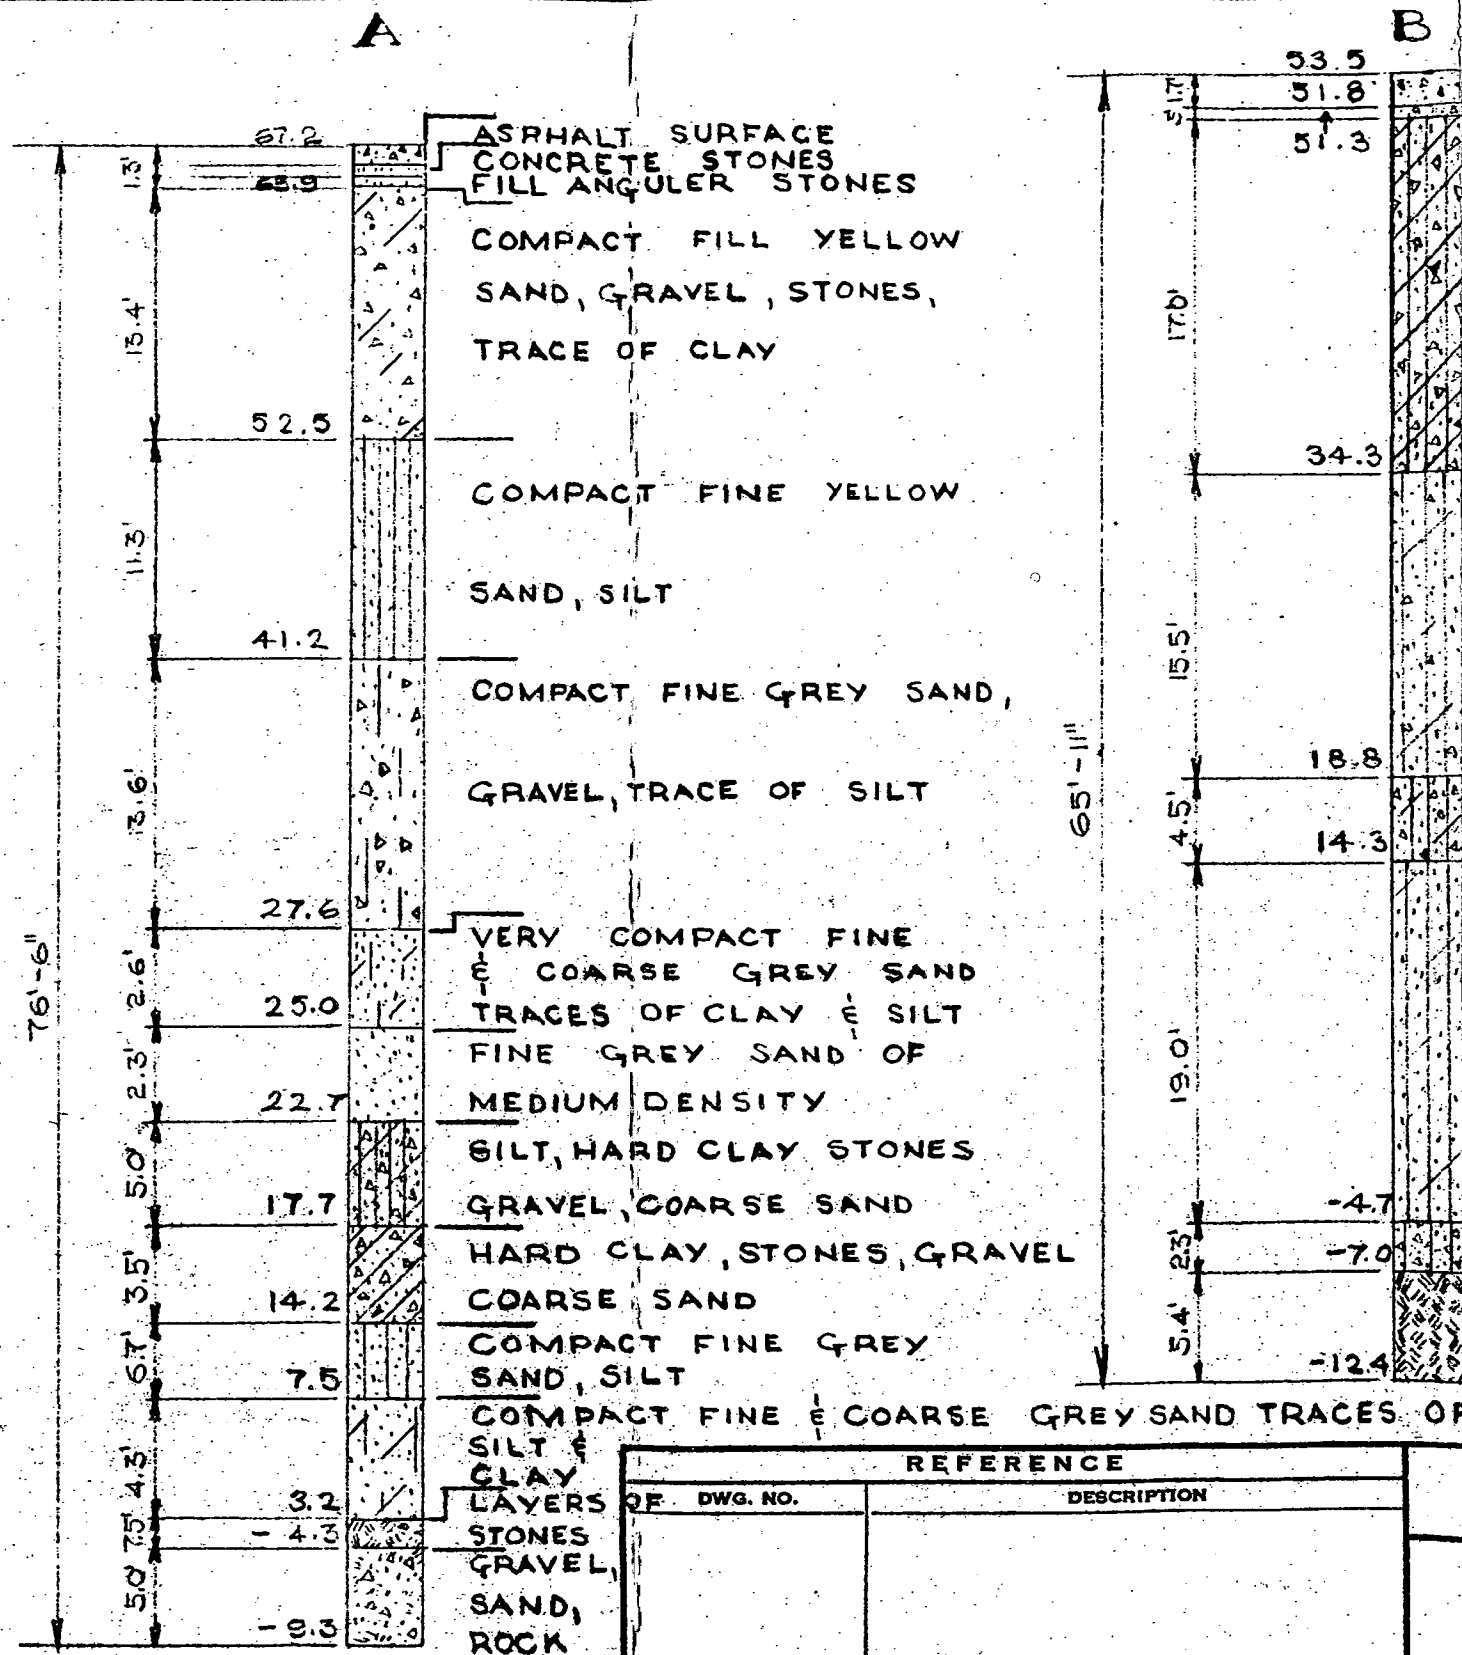 A
B
67.2
1.3'
65.9
ASRHALT SURFACE
CONCRETE STONES
FILL ANGULER STONES
13.4'
COMPACT FILL YELLOW
SAND, GRAVEL, STONES,
TRACE OF CLAY
52.5
11.3'
COMPACT FINE YELLOW
SAND, SILT
41.2
13.6'
COMPACT FINE GREY SAND,
GRAVEL, TRACE OF SILT
27.6
76'-6"
2.6'
VERY COMPACT FINE
& COARSE GREY SAND
TRACES OF CLAY & SILT
25.0
2.3'
FINE GREY SAND OF
MEDIUM DENSITY
22.7
5.0'
SILT, HARD CLAY STONES
GRAVEL, COARSE SAND
17.7
3.5'
HARD CLAY, STONES, GRAVEL
COARSE SAND
14.2
6.7'
COMPACT FINE GREY
SAND, SILT
7.5
4.3'
COMPACT FINE & COARSE GREY SAND TRACES OF
SILT &
CLAY
3.2
7.5'
LAYERS OF
STONES
-4.3
5.0'
GRAVEL,
SAND,
ROCK
-9.3
53.5
1.7'
51.8
.5'
51.3
17.0'
34.3
15.5'
65'-11"
18.8
4.5'
14.3
19.0'
-4.7
2.3'
-7.0
5.4'
-12.4
REFERENCE
DWG. NO.
DESCRIPTION